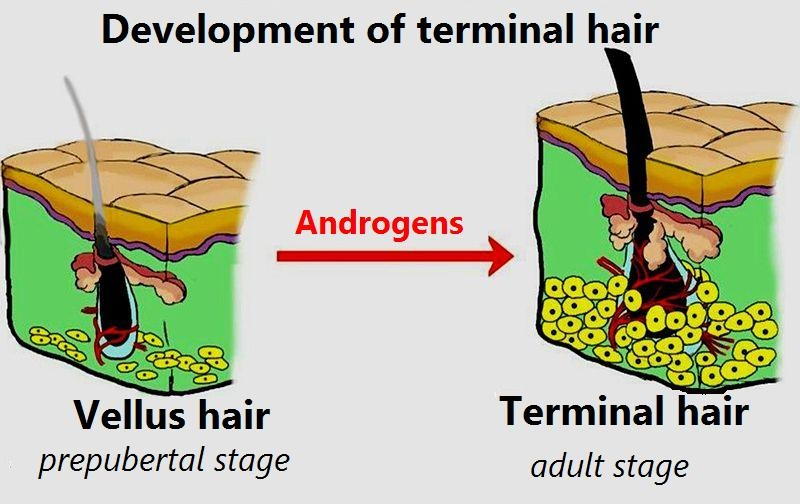 Development of terminal hair
Androgens
Vellus hair
prepubertal stage
Terminal hair
adult stage